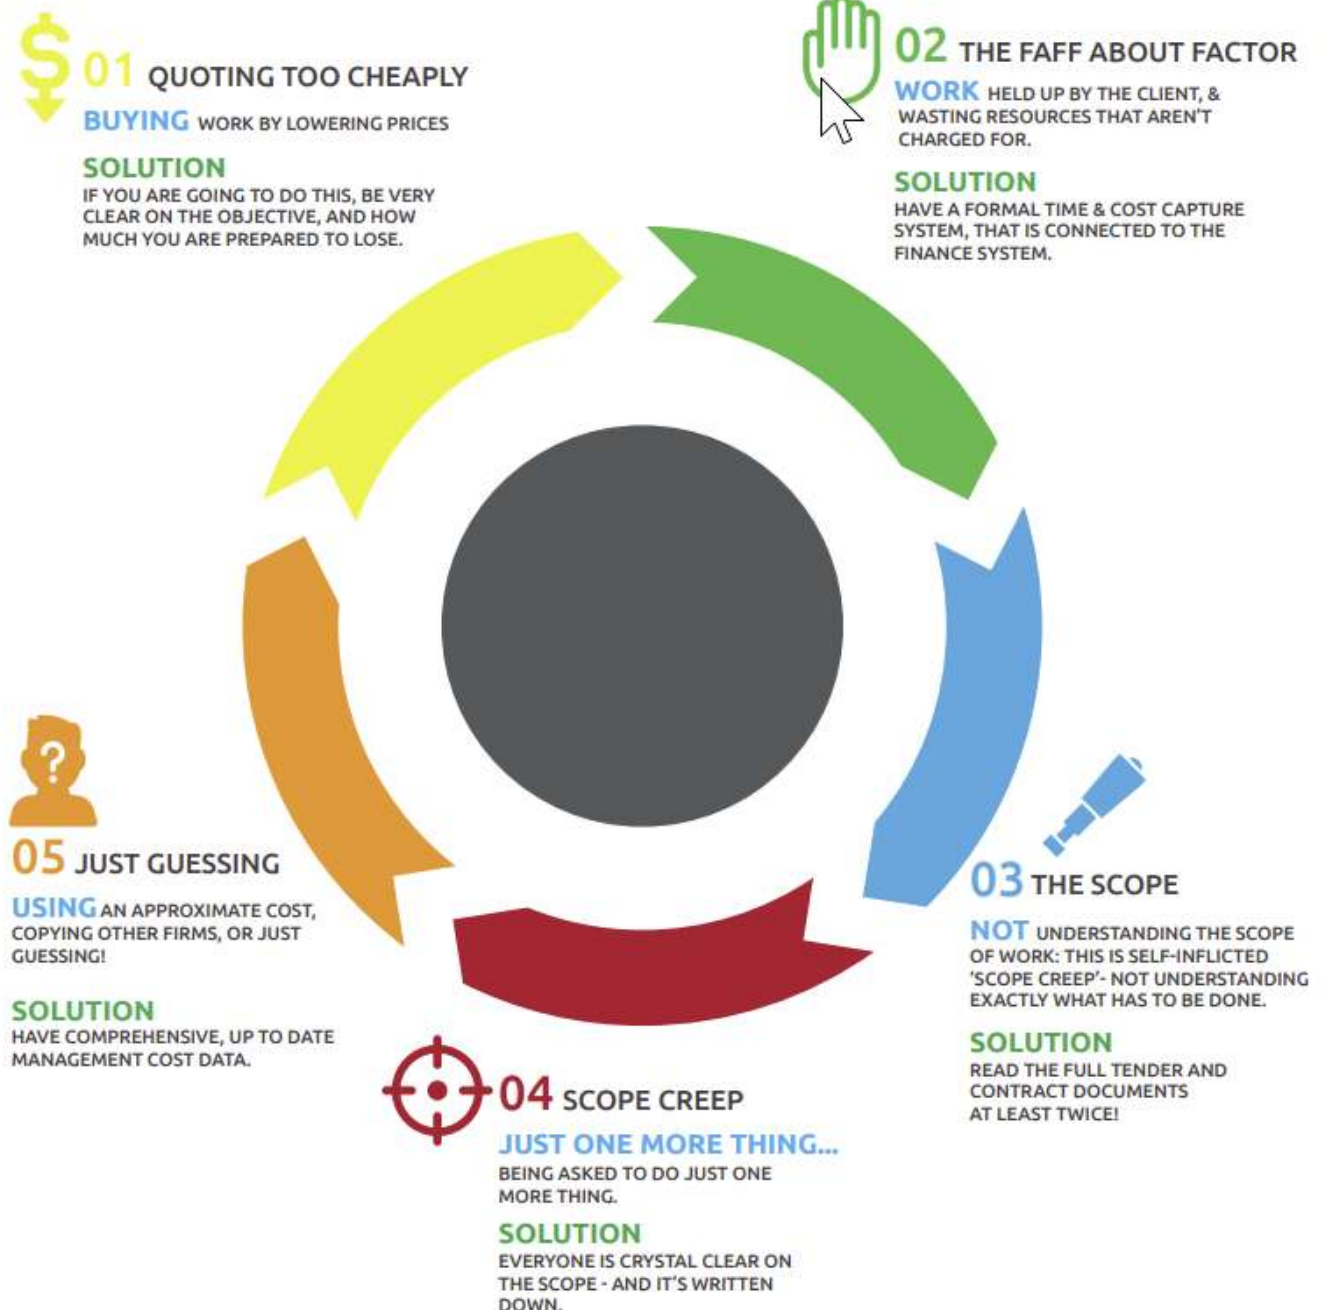 01 QUOTING TOO CHEAPLY
BUYING WORK BY LOWERING PRICES
SOLUTION
IF YOU ARE GOING TO DO THIS, BE VERY
CLEAR ON THE OBJECTIVE, AND HOW
MUCH YOU ARE PREPARED TO LOSE.
02 THE FAFF ABOUT FACTOR
WORK HELD UP BY THE CLIENT, &
WASTING RESOURCES THAT AREN'T
CHARGED FOR.
SOLUTION
HAVE A FORMAL TIME & COST CAPTURE
SYSTEM, THAT IS CONNECTED TO THE
FINANCE SYSTEM.
03 THE SCOPE
NOT UNDERSTANDING THE SCOPE
OF WORK: THIS IS SELF-INFLICTED
'SCOPE CREEP'- NOT UNDERSTANDING
EXACTLY WHAT HAS TO BE DONE.
SOLUTION
READ THE FULL TENDER AND
CONTRACT DOCUMENTS
AT LEAST TWICE!
04 SCOPE CREEP
JUST ONE MORE THING...
BEING ASKED TO DO JUST ONE
MORE THING.
SOLUTION
EVERYONE IS CRYSTAL CLEAR ON
THE SCOPE - AND IT'S WRITTEN
DOWN.
?
05 JUST GUESSING
USING AN APPROXIMATE COST,
COPYING OTHER FIRMS, OR JUST
GUESSING!
SOLUTION
HAVE COMPREHENSIVE, UP TO DATE
MANAGEMENT COST DATA.